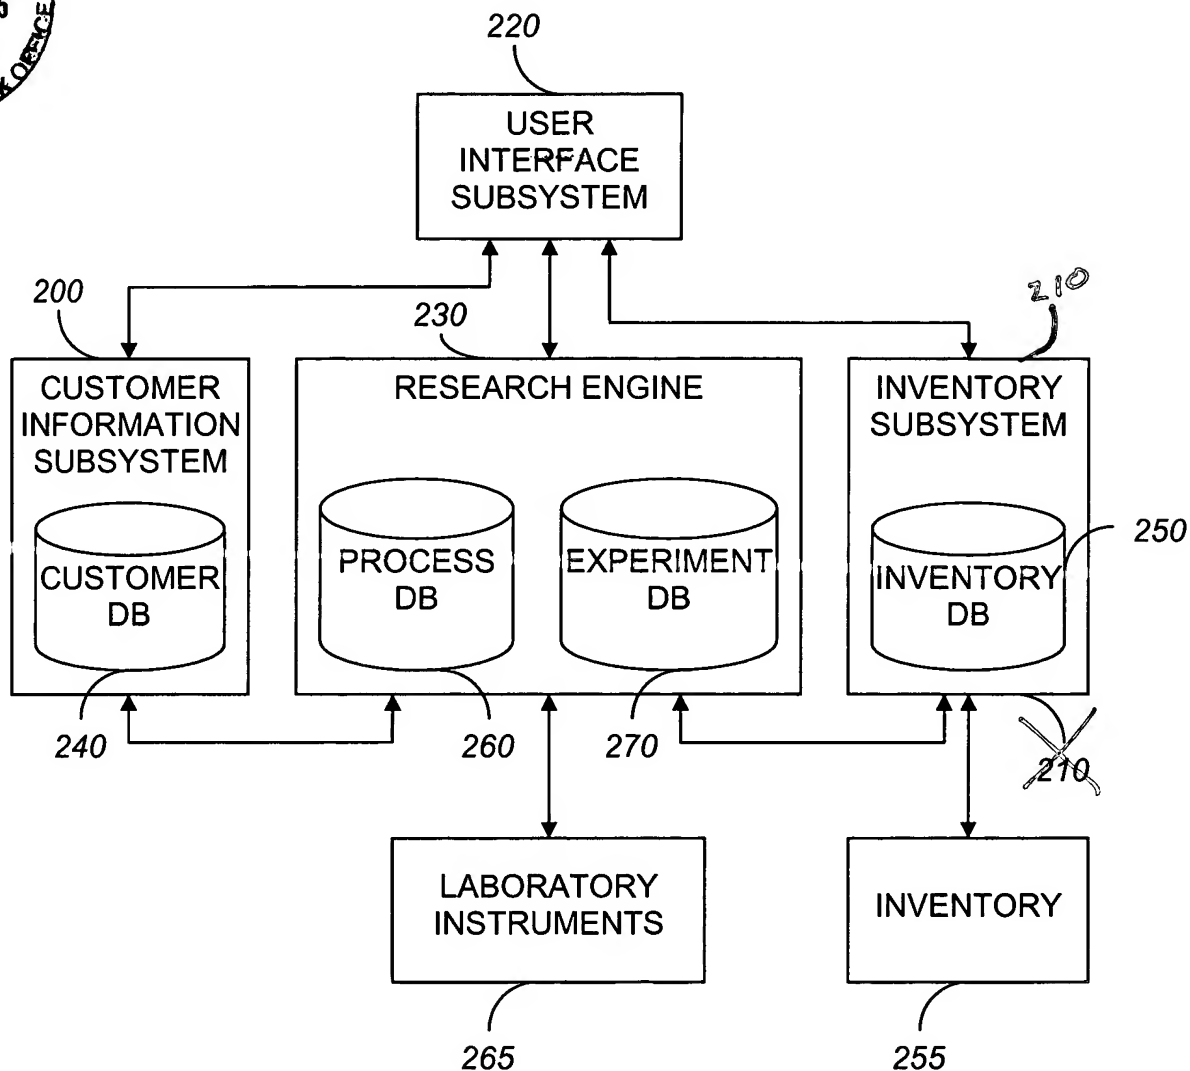 OFFICE
220
USER
INTERFACE
SUBSYSTEM
200
230
210
CUSTOMER
INFORMATION
SUBSYSTEM
RESEARCH ENGINE
INVENTORY
SUBSYSTEM
CUSTOMER
DB
PROCESS
DB
EXPERIMENT
DB
INVENTORY
DB
250
240
260
270
210
LABORATORY
INSTRUMENTS
INVENTORY
265
255